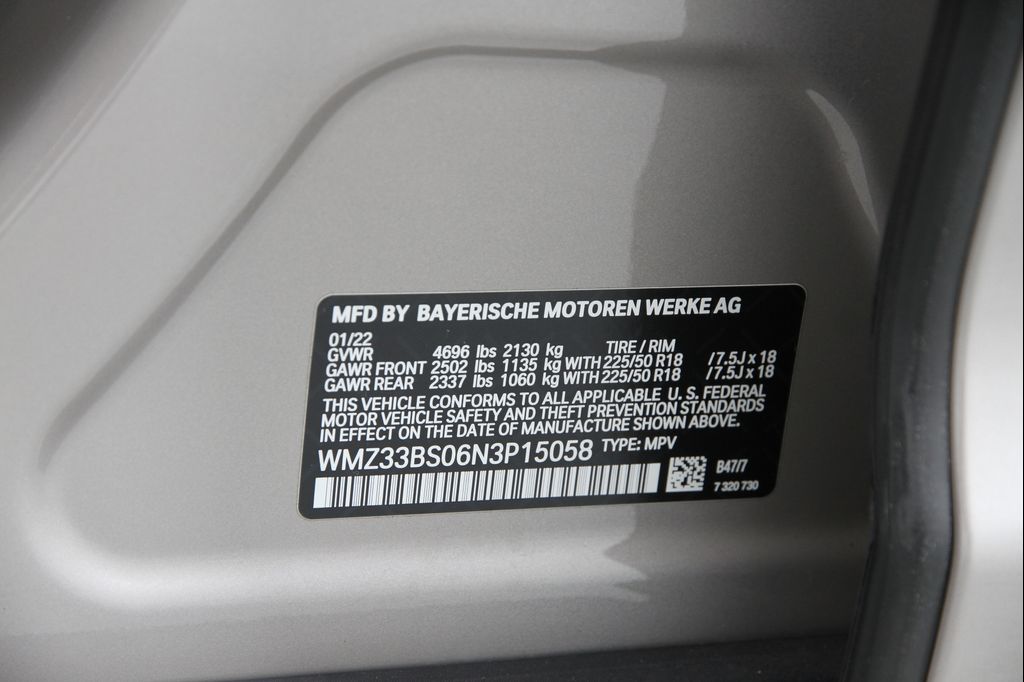 MFD BY BAYERISCHE MOTOREN WERKE AG
01/22
GVWR 4696 lbs 2130 kg TIRE / RIM
GAWR FRONT 2502 lbs 1135 kg WITH 225/50 R18 /7.5J x 18
GAWR REAR 2337 lbs 1060 kg WITH 225/50 R18 /7.5J x 18
THIS VEHICLE CONFORMS TO ALL APPLICABLE U. S. FEDERAL
MOTOR VEHICLE SAFETY AND THEFT PREVENTION STANDARDS
IN EFFECT ON THE DATE OF MANUFACTURE SHOWN ABOVE.
WMZ33BS06N3P15058 TYPE: MPV
B47/7
7 320 730